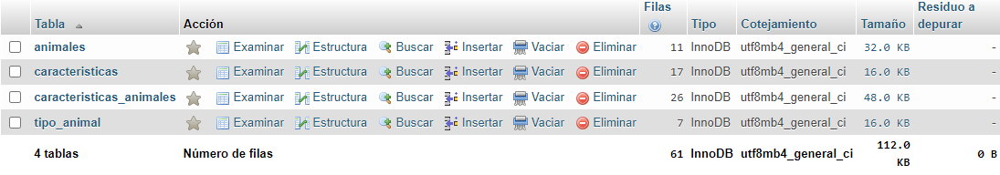 Tabla Acción Filas Tipo Cotejamiento Tamaño Residuo a depurar
animales Examinar Estructura Buscar Insertar Vaciar Eliminar 11 InnoDB utf8mb4_general_ci 32.0 KB -
caracteristicas Examinar Estructura Buscar Insertar Vaciar Eliminar 17 InnoDB utf8mb4_general_ci 16.0 KB -
caracteristicas_animales Examinar Estructura Buscar Insertar Vaciar Eliminar 26 InnoDB utf8mb4_general_ci 48.0 KB -
tipo_animal Examinar Estructura Buscar Insertar Vaciar Eliminar 7 InnoDB utf8mb4_general_ci 16.0 KB -
4 tablas Número de filas 61 InnoDB utf8mb4_general_ci 112.0 KB 0 B